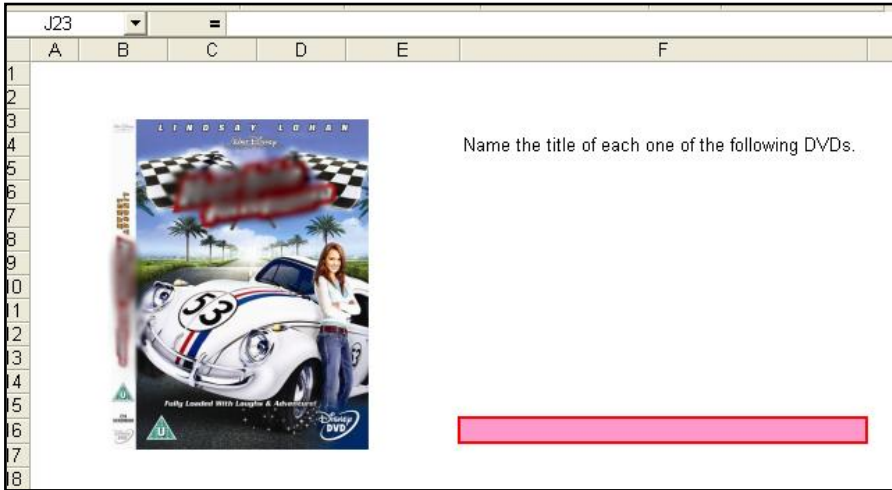 J23
=
A B C D E F
1
2
3
LINDSAY LOHAN
4
Walt Disney
Name the title of each one of the following DVDs.
5
6
7
8
9
10
53
11
12
53
13
14
U
Fully Loaded With Laughs & Adventure!
15
16
U
Disney
DVD
17
18